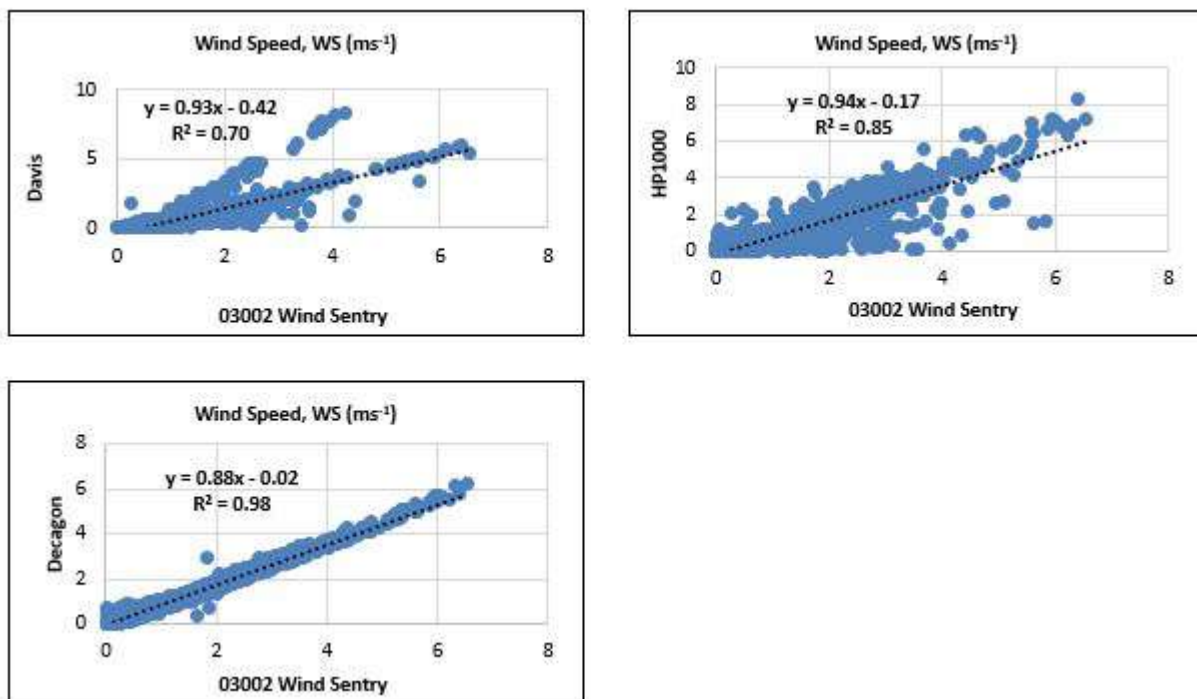 Wind Speed, WS (ms⁻¹)
10
y = 0.93x - 0.42
R² = 0.70
5
Davis
0
0 2 4 6 8
03002 Wind Sentry
Wind Speed, WS (ms⁻¹)
10
y = 0.94x - 0.17
8
R² = 0.85
6
HP1000
4
2
0
0 2 4 6 8
03002 Wind Sentry
Wind Speed, WS (ms⁻¹)
8
y = 0.88x - 0.02
6
R² = 0.98
Decagon
4
2
0
0 2 4 6 8
03002 Wind Sentry